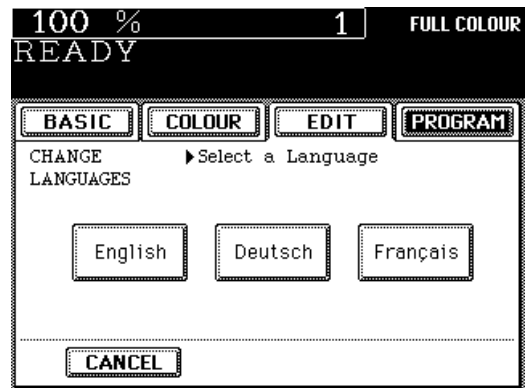 100 % 1 FULL COLOUR
READY
BASIC COLOUR EDIT PROGRAM
CHANGE ▶Select a Language
LANGUAGES
English Deutsch Français
CANCEL